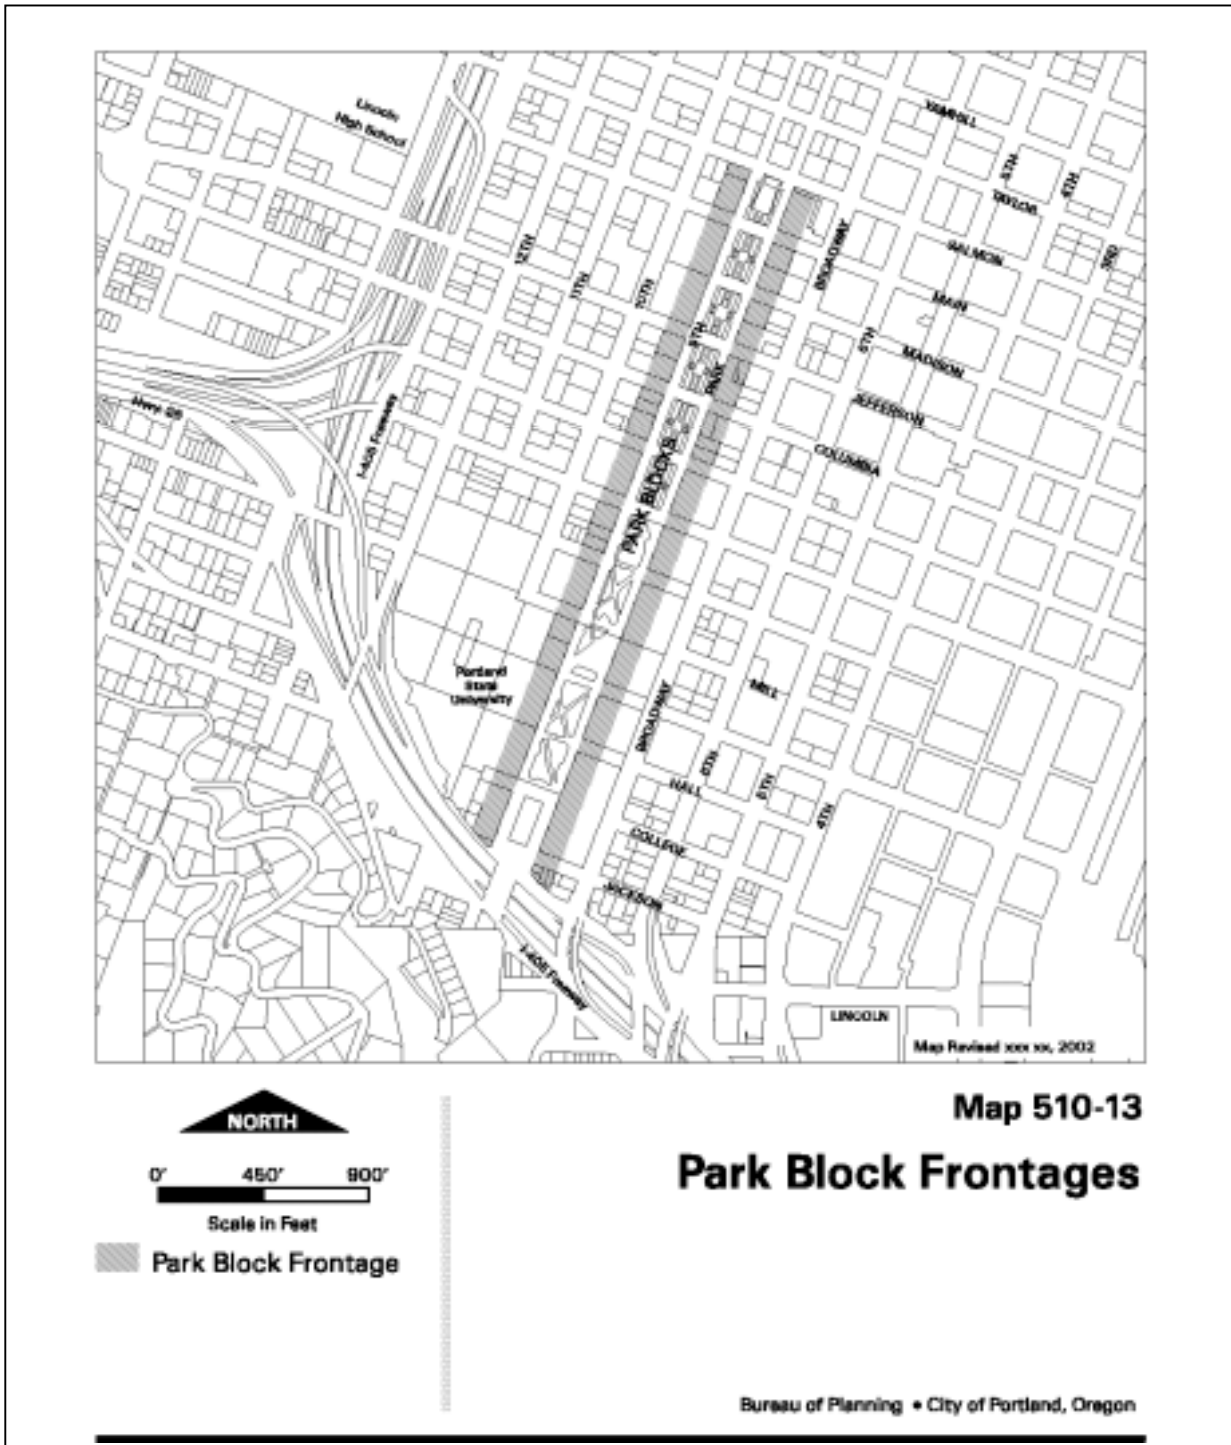 Lincoln
High School
YAMHILL
5TH
4TH
TAYLOR
BROADWAY
SALMON
3RD
12TH
11TH
10TH
MAIN
9TH
6TH
MADISON
PARK
JEFFERSON
Hwy. 26
I-405 Freeway
COLUMBIA
PARK BLOCKS
Portland
State
University
MILL
BROADWAY
6TH
HALL
5TH
4TH
COLLEGE
JACKSON
I-405 Freeway
LINCOLN
Map Revised xxx xx, 2002
NORTH
0' 450' 900'
Scale in Feet
Park Block Frontage
Map 510-13
Park Block Frontages
Bureau of Planning • City of Portland, Oregon